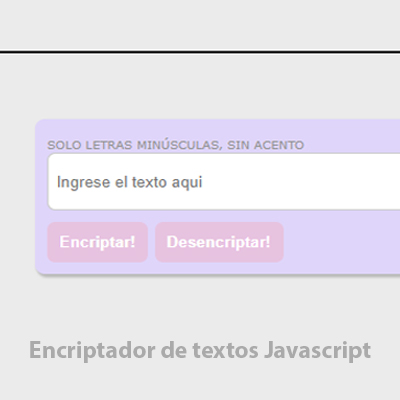 SOLO LETRAS MINÚSCULAS, SIN ACENTO
Ingrese el texto aqui
Encriptar! Desencriptar!
Encriptador de textos Javascript